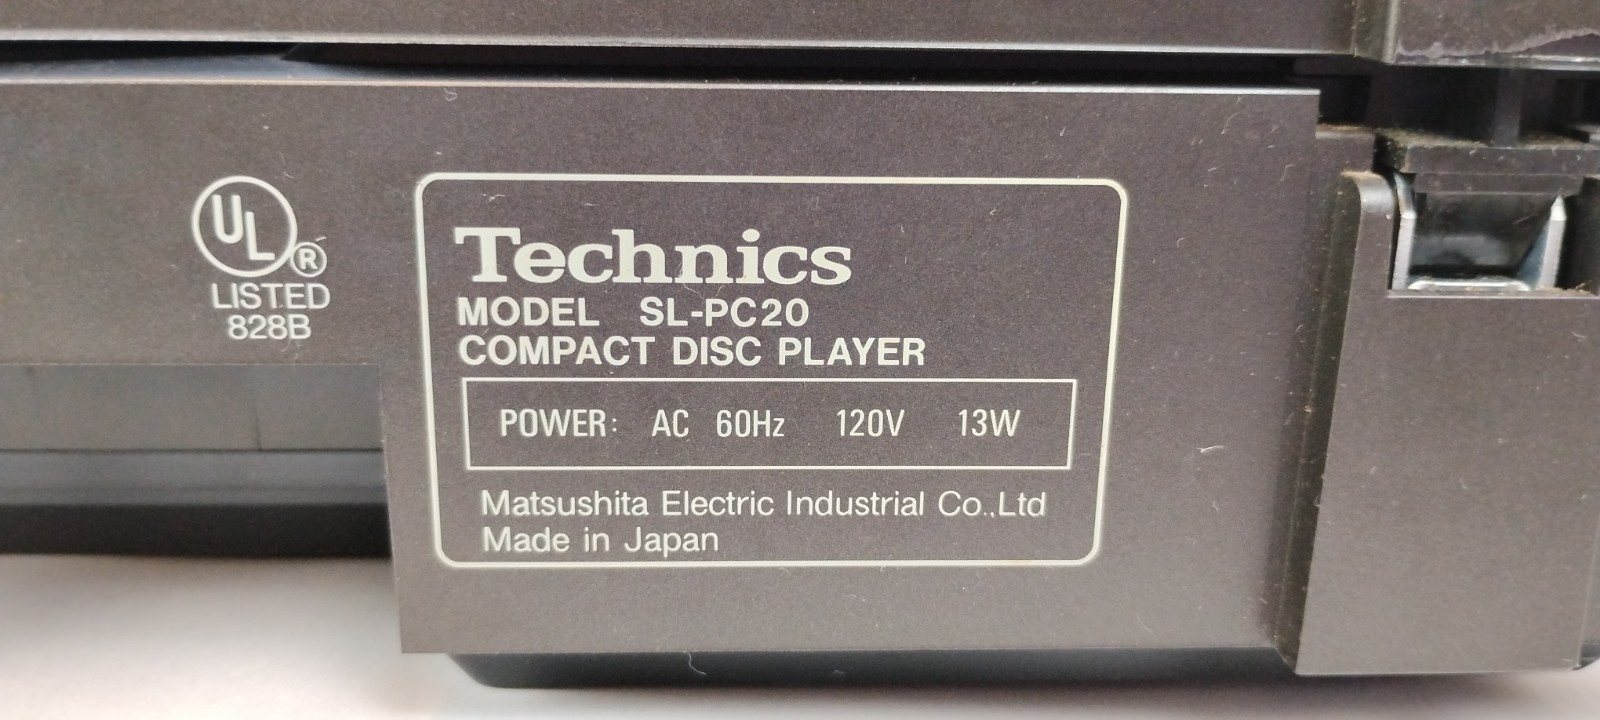 UL®
LISTED
828B
Technics
MODEL SL-PC20
COMPACT DISC PLAYER
POWER: AC 60Hz 120V 13W
Matsushita Electric Industrial Co.,Ltd
Made in Japan